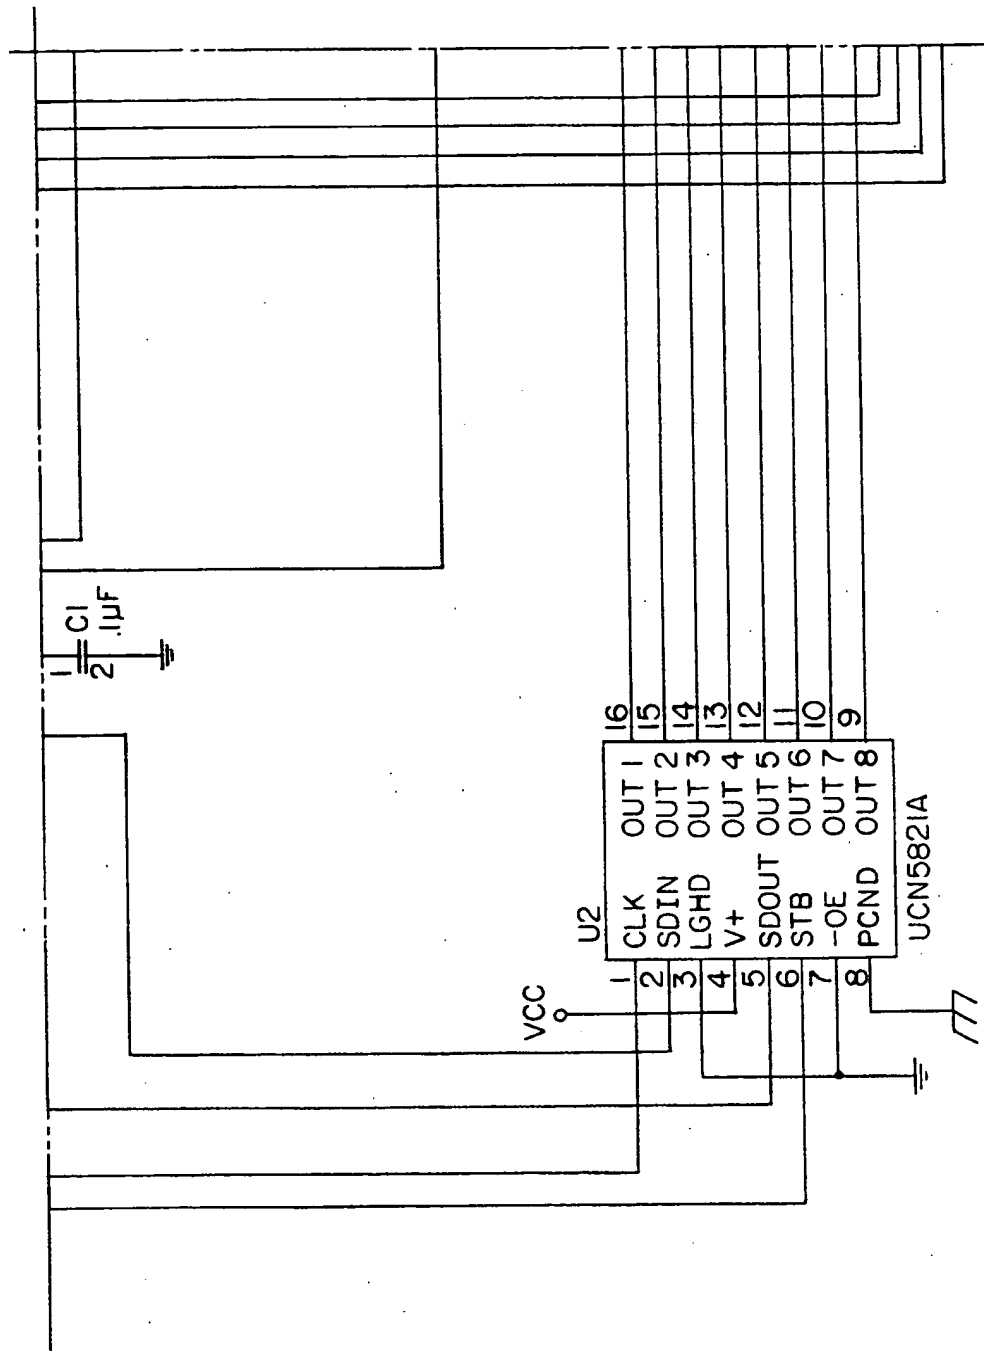 1
2
C1
.1µF
VCC
U2
1 CLK OUT 1 16
2 SDIN OUT 2 15
3 LGHD OUT 3 14
4 V+ OUT 4 13
5 SDOUT OUT 5 12
6 STB OUT 6 11
7 -OE OUT 7 10
8 PCND OUT 8 9
UCN5821A